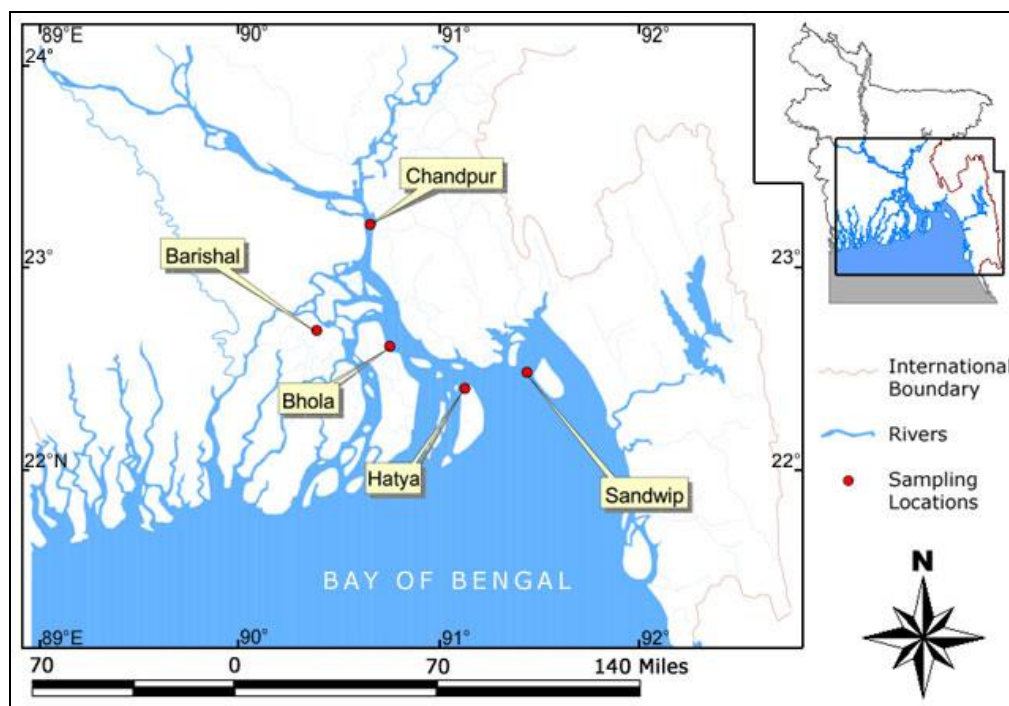 89°E
90°
91°
92°
24°
Chandpur
23°
23°
Barishal
Bhola
International
Boundary
Rivers
22°N
22°
Hatya
Sandwip
Sampling
Locations
BAY OF BENGAL
N
89°E
90°
91°
92°
70
0
70
140 Miles